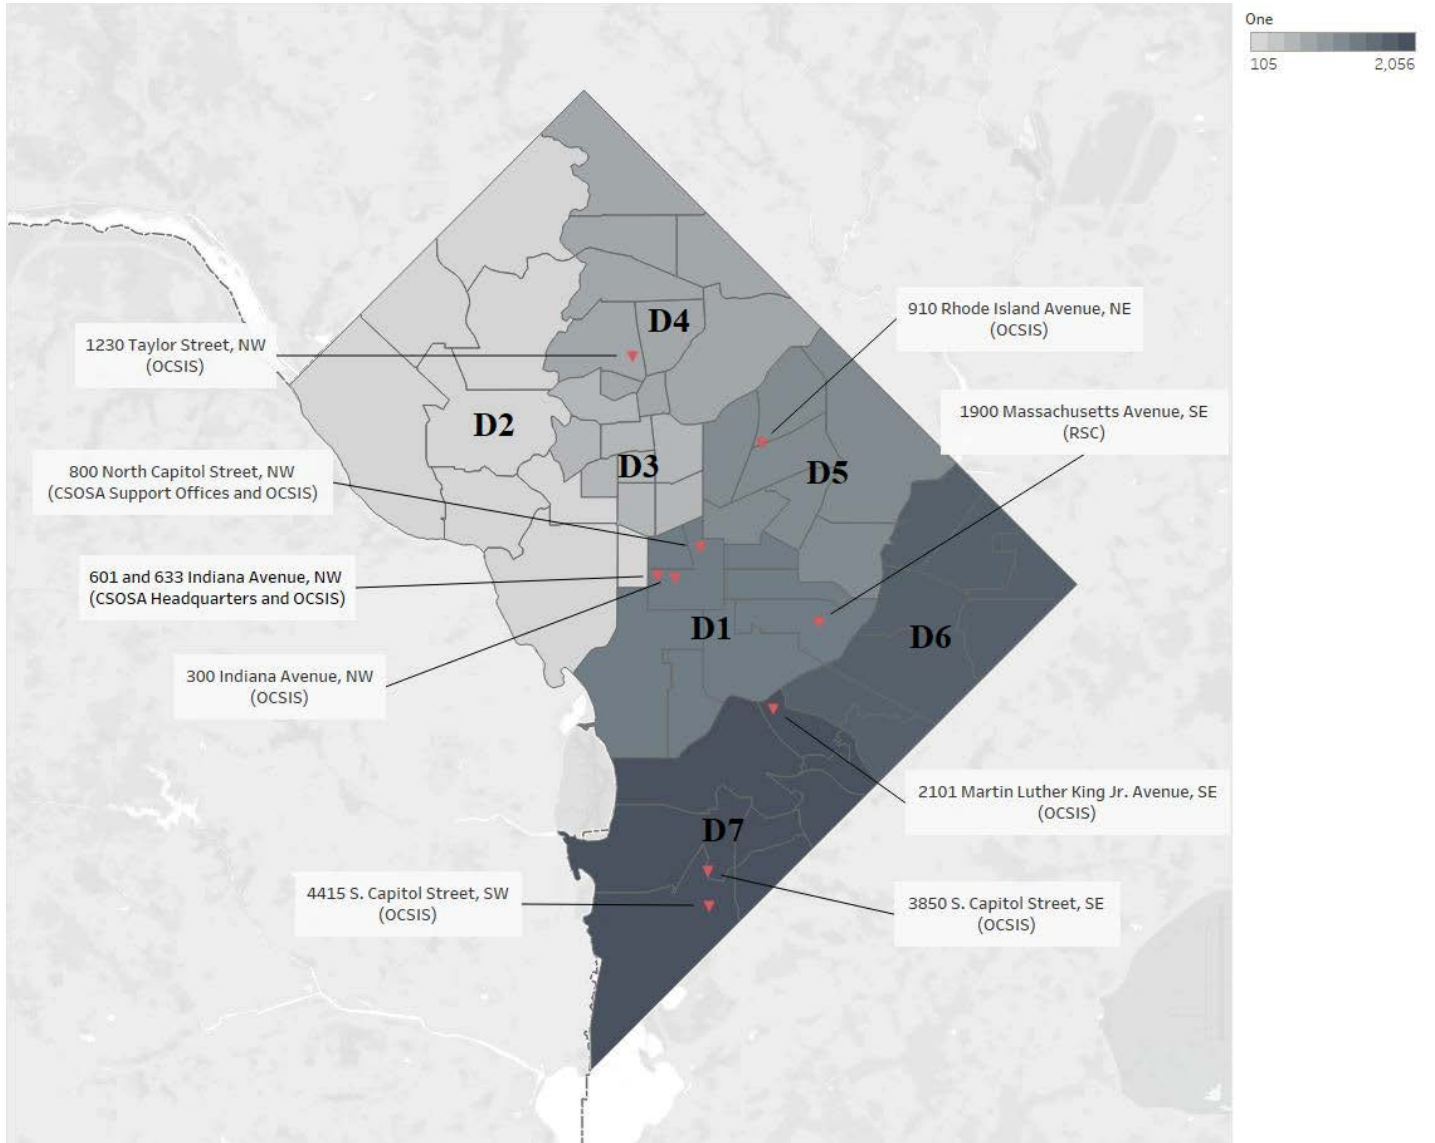 One
105 2,056
D4
910 Rhode Island Avenue, NE
(OCSIS)
1230 Taylor Street, NW
(OCSIS)
1900 Massachusetts Avenue, SE
(RSC)
D2
D3
D5
800 North Capitol Street, NW
(CSOSA Support Offices and OCSIS)
601 and 633 Indiana Avenue, NW
(CSOSA Headquarters and OCSIS)
D1
D6
300 Indiana Avenue, NW
(OCSIS)
2101 Martin Luther King Jr. Avenue, SE
(OCSIS)
D7
4415 S. Capitol Street, SW
(OCSIS)
3850 S. Capitol Street, SE
(OCSIS)